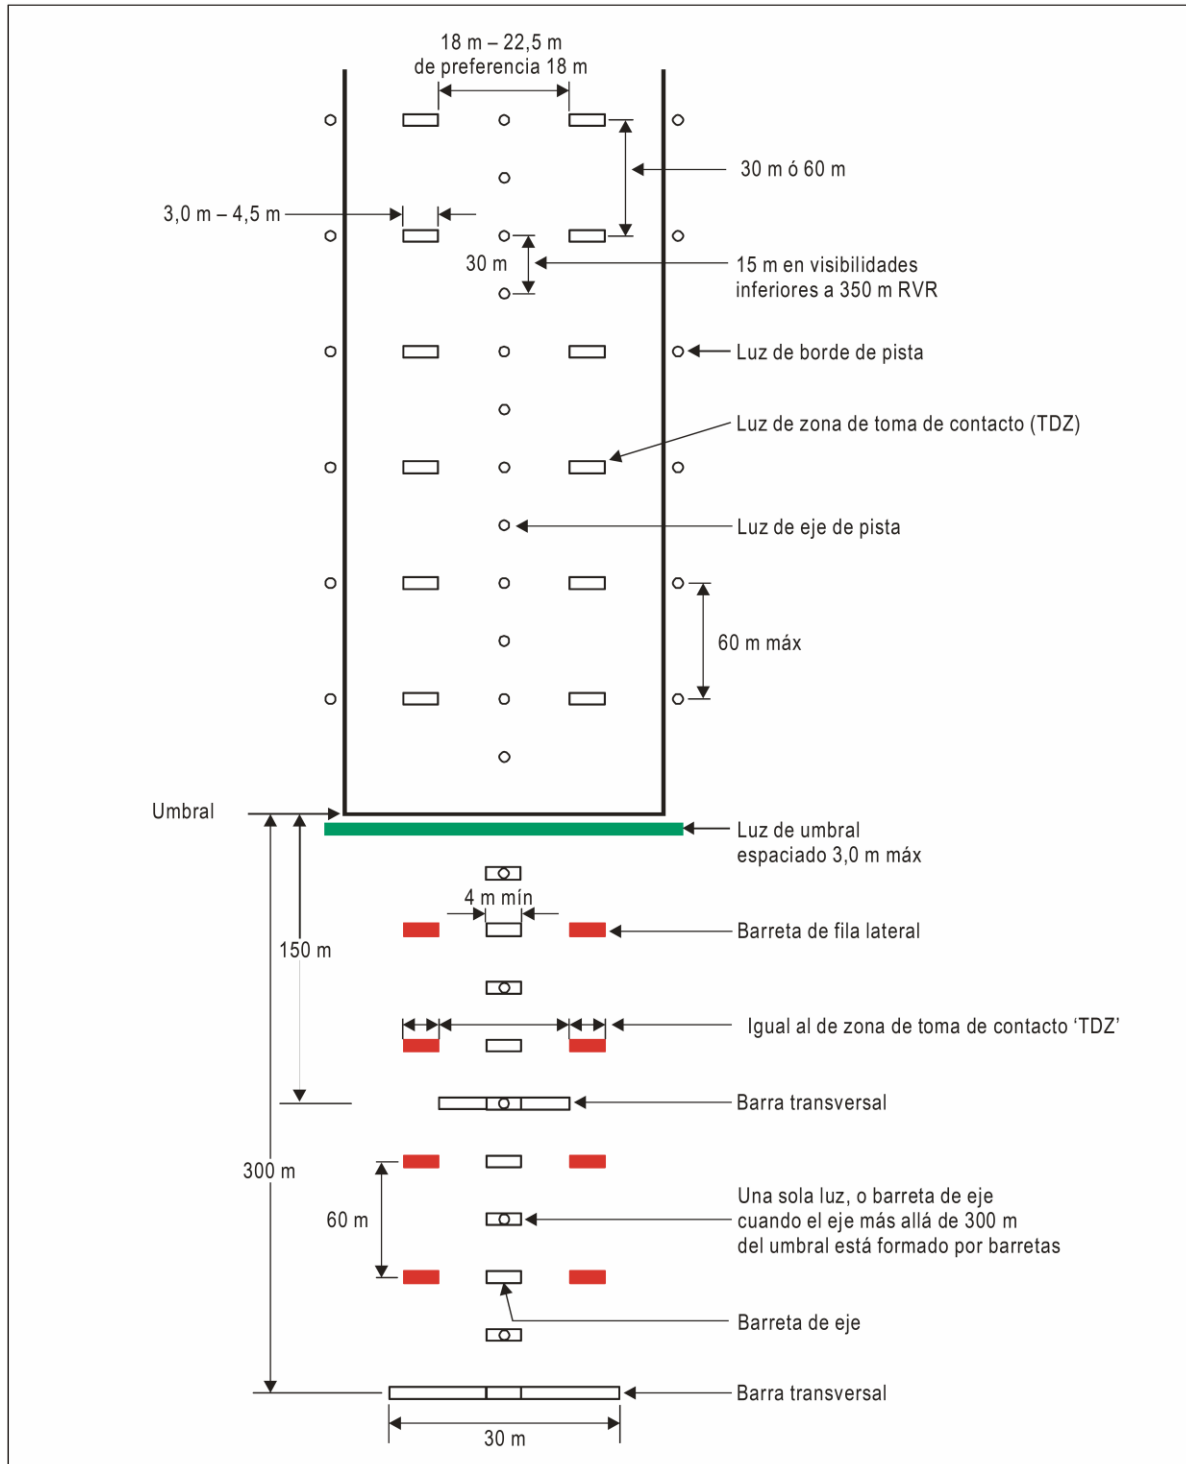 18 m – 22,5 m
de preferencia 18 m
30 m ó 60 m
3,0 m – 4,5 m
30 m
15 m en visibilidades
inferiores a 350 m RVR
Luz de borde de pista
Luz de zona de toma de contacto (TDZ)
Luz de eje de pista
60 m máx
Umbral
Luz de umbral
espaciado 3,0 m máx
4 m mín
Barreta de fila lateral
150 m
Igual al de zona de toma de contacto ‘TDZ’
Barra transversal
300 m
60 m
Una sola luz, o barreta de eje
cuando el eje más allá de 300 m
del umbral está formado por barretas
Barreta de eje
Barra transversal
30 m